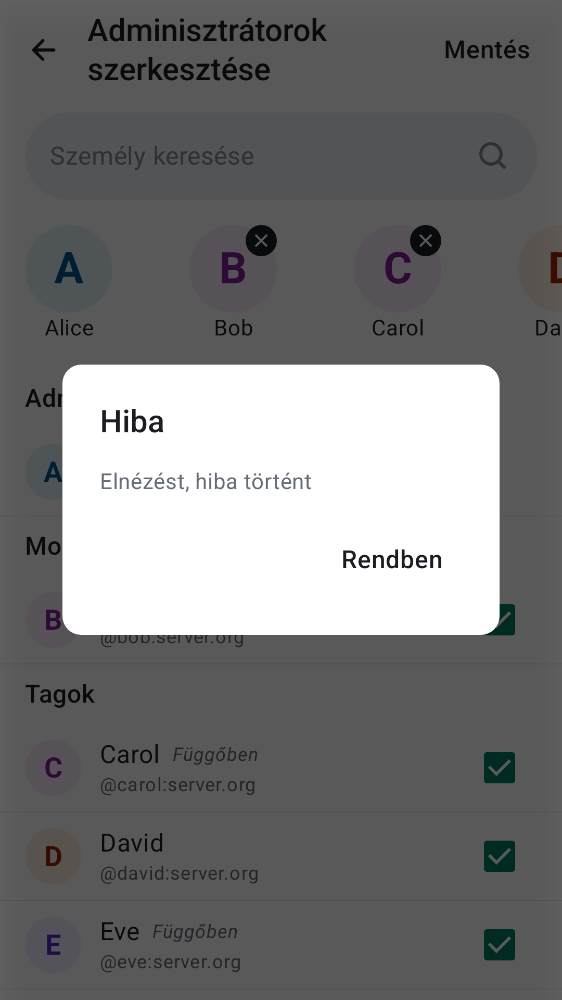 Adminisztrátorok
szerkesztése
Mentés
Személy keresése
A
B
C
D
Alice
Bob
Carol
Da
Adr
A
Hiba
Elnézést, hiba történt
Rendben
Mo
B
@bob:server.org
Tagok
C
Carol Függőben
@carol:server.org
D
David
@david:server.org
E
Eve Függőben
@eve:server.org